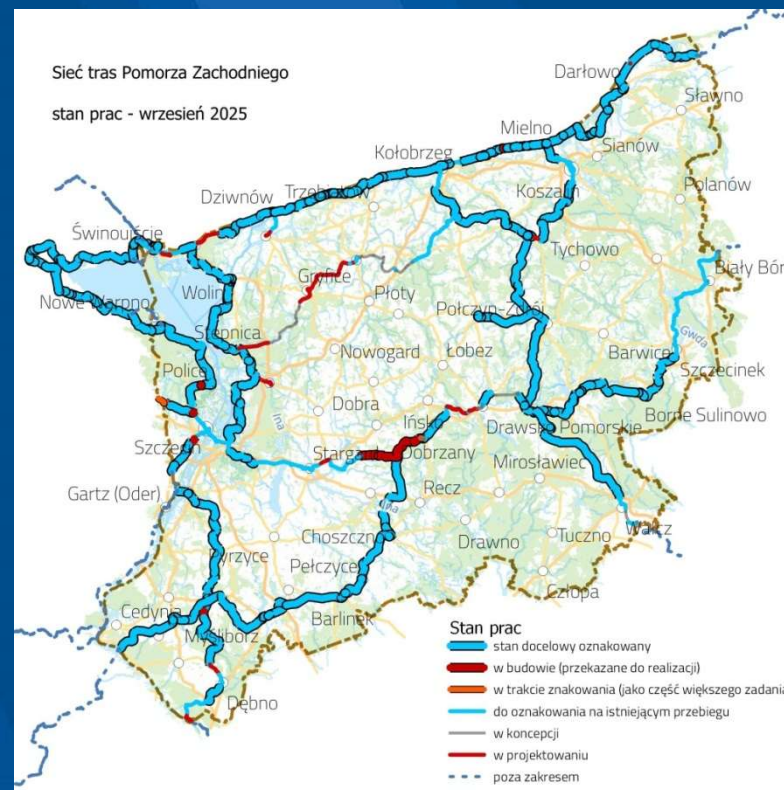 Sieć tras Pomorza Zachodniego
stan prac - wrzesień 2025
Darłowo
Sławno
Mielno
Sianów
Kołobrzeg
Koszalin
Dziwnów
Polanów
Świnoujście
Tychowo
Biały Bór
Wolin
Gryfice
Nowe Warpno
Płoty
Połczyn-Zdrój
Stepnica
Gwda
Barwice
Nowogard
Łobez
Szczecinek
Police
Ina
Dobra
Ińsko
Drawsko Pomorskie
Borne Sulinowo
Szczecin
Stargard
Dobrzany
Mirosławiec
Gartz (Oder)
Recz
Ina
Wałcz
Choszczno
Tuczno
Drawno
Pyrzyce
Pełczyce
Człopa
Cedynia
Barlinek
Myślibórz
Dębno
Stan prac
stan docelowy oznakowany
w budowie (przekazane do realizacji)
w trakcie znakowania (jako część większego zadania
do oznakowania na istniejącym przebiegu
w koncepcji
w projektowaniu
poza zakresem